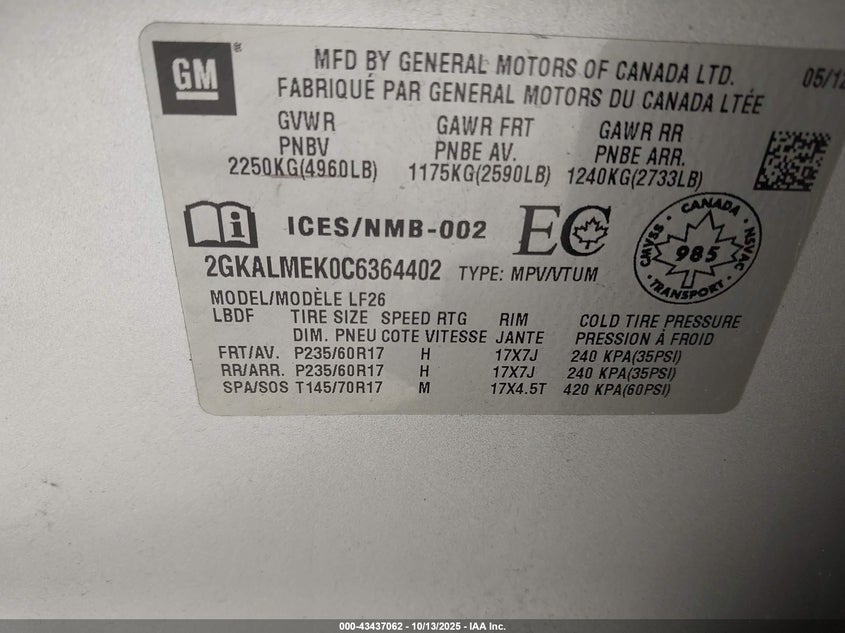 GM
MFD BY GENERAL MOTORS OF CANADA LTD. 05/12
FABRIQUÉ PAR GENERAL MOTORS DU CANADA LTÉE
GVWR GAWR FRT GAWR RR
PNBV PNBE AV. PNBE ARR.
2250KG(4960LB) 1175KG(2590LB) 1240KG(2733LB)
i ICES/NMB-002 EC
CANADA
CMVSS 985 NSVAC
TRANSPORT
2GKALMEK0C6364402 TYPE: MPV/VTUM
MODEL/MODÈLE LF26
LBDF TIRE SIZE SPEED RTG RIM COLD TIRE PRESSURE
DIM. PNEU COTE VITESSE JANTE PRESSION À FROID
FRT/AV. P235/60R17 H 17X7J 240 KPA(35PSI)
RR/ARR. P235/60R17 H 17X7J 240 KPA(35PSI)
SPA/SOS T145/70R17 M 17X4.5T 420 KPA(60PSI)
000-43437062 - 10/13/2025 - IAA Inc.